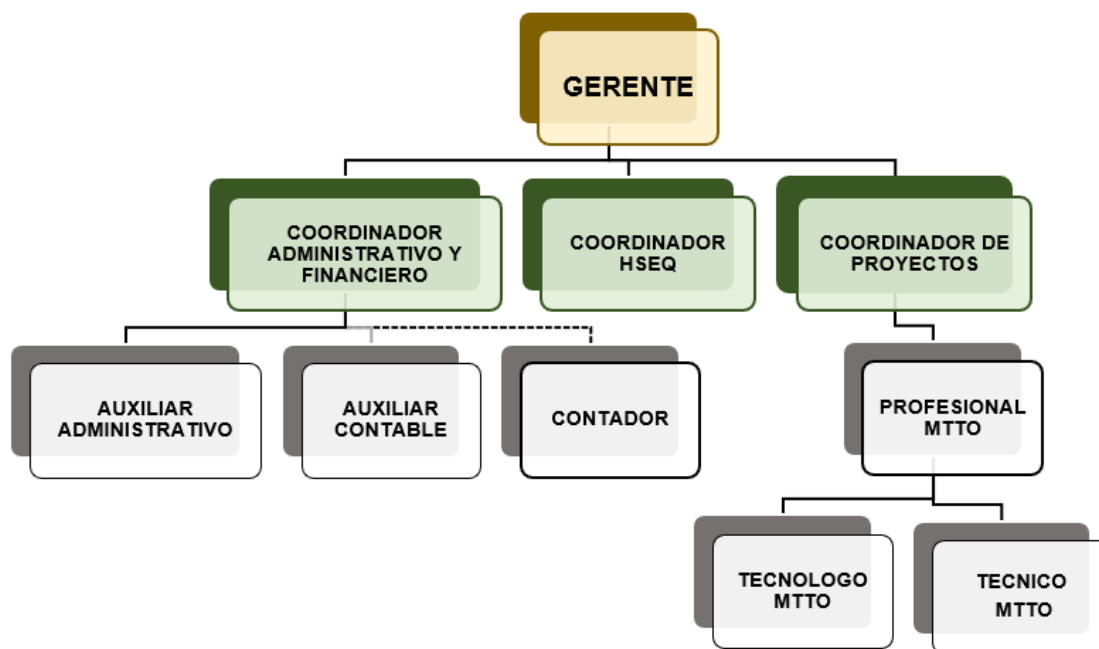 GERENTE
COORDINADOR
ADMINISTRATIVO Y
FINANCIERO
COORDINADOR
HSEQ
COORDINADOR DE
PROYECTOS
AUXILIAR
ADMINISTRATIVO
AUXILIAR
CONTABLE
CONTADOR
PROFESIONAL
MTTO
TECNOLOGO
MTTO
TECNICO
MTTO